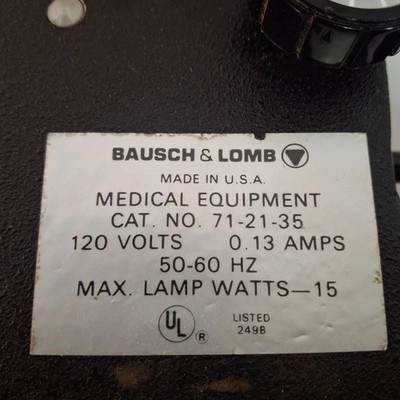 BAUSCH & LOMB
MADE IN U.S.A.
MEDICAL EQUIPMENT
CAT. NO. 71-21-35
120 VOLTS 0.13 AMPS
50-60 HZ
MAX. LAMP WATTS—15
UL ®
LISTED
249B